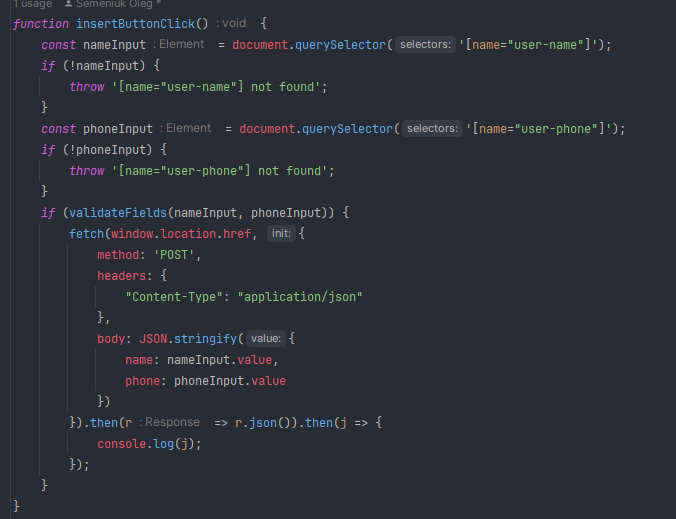 1 usage Semeniuk Oleg *
function insertButtonClick() : void {
const nameInput : Element = document.querySelector( selectors: '[name="user-name"]');
if (!nameInput) {
throw '[name="user-name"] not found';
}
const phoneInput : Element = document.querySelector( selectors: '[name="user-phone"]');
if (!phoneInput) {
throw '[name="user-phone"] not found';
}
if (validateFields(nameInput, phoneInput)) {
fetch(window.location.href, init: {
method: 'POST',
headers: {
"Content-Type": "application/json"
},
body: JSON.stringify( value: {
name: nameInput.value,
phone: phoneInput.value
})
}).then(r : Response => r.json()).then(j => {
console.log(j);
});
}
}